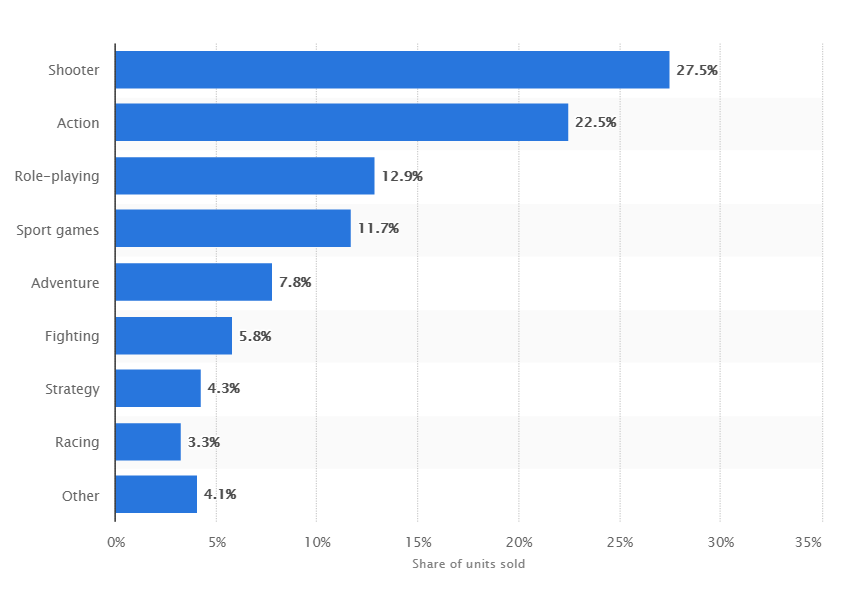 Shooter 27.5%
Action 22.5%
Role-playing 12.9%
Sport games 11.7%
Adventure 7.8%
Fighting 5.8%
Strategy 4.3%
Racing 3.3%
Other 4.1%
0% 5% 10% 15% 20% 25% 30% 35%
Share of units sold